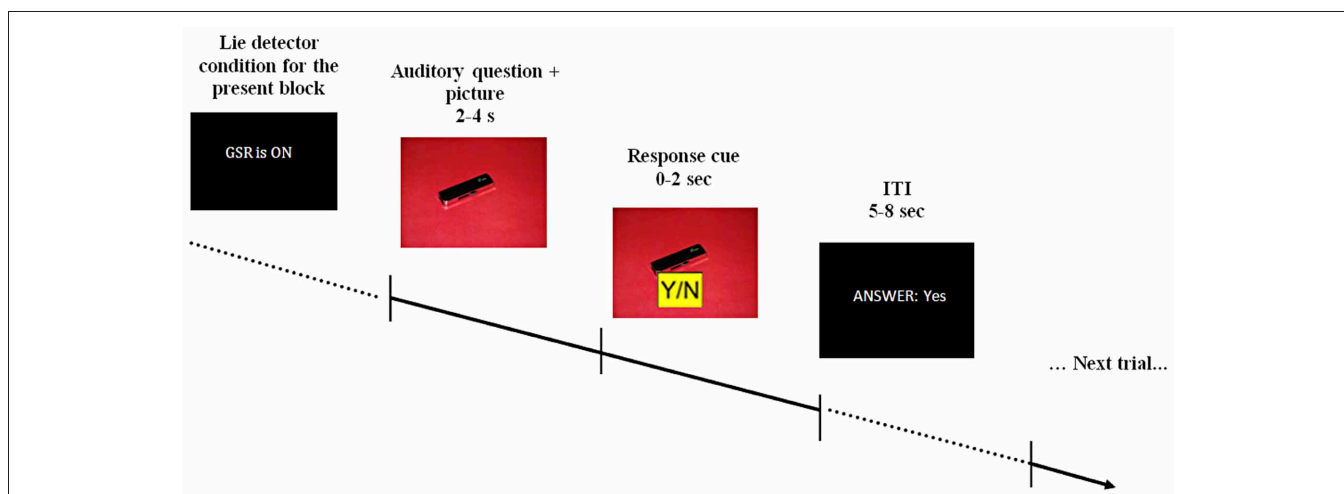 Lie detector
condition for the
present block
GSR is ON
Auditory question +
picture
2-4 s
Response cue
0-2 sec
Y/N
ITI
5-8 sec
ANSWER: Yes
... Next trial...